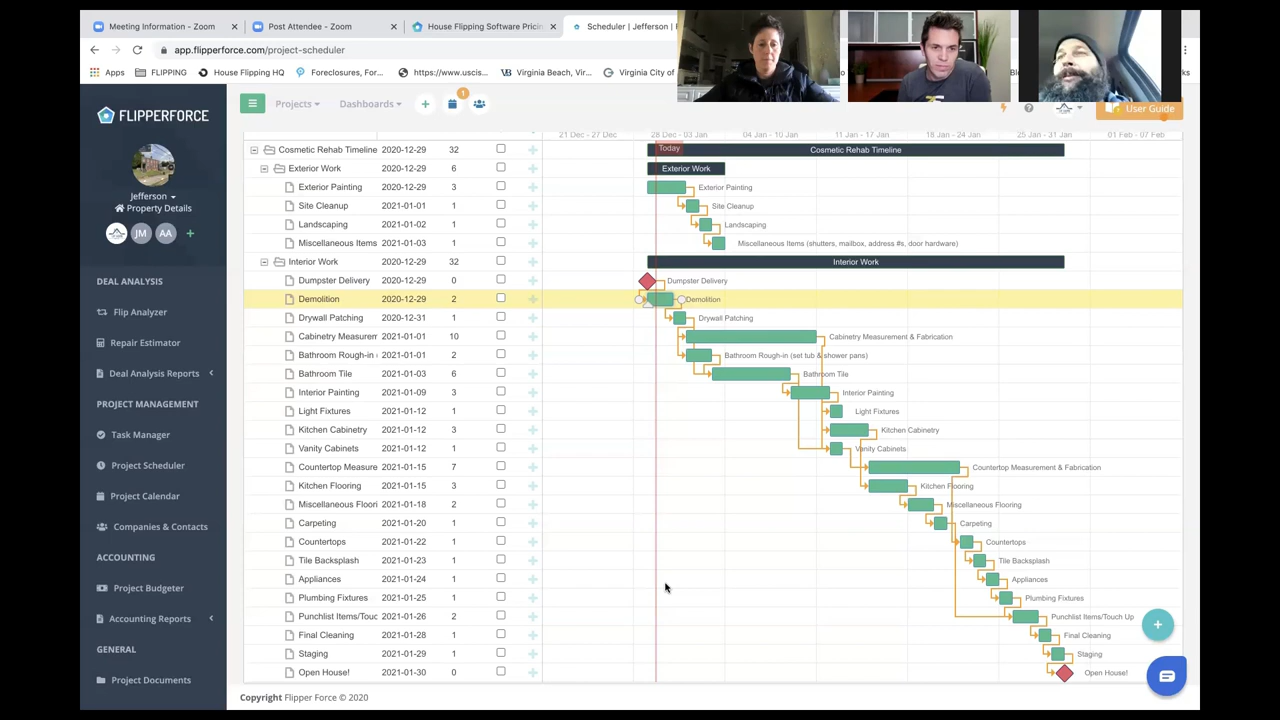 Meeting Information - Zoom × Post Attendee - Zoom × House Flipping Software Pricin × Scheduler | Jefferson |
app.flipperforce.com/project-scheduler
Apps FLIPPING House Flipping HQ Foreclosures, For... https://www.uscis... Virginia Beach, Vir... Virginia City of
FLIPPERFORCE
Projects Dashboards 1 User Guide
21 Dec - 27 Dec 28 Dec - 03 Jan 04 Jan - 10 Jan 11 Jan - 17 Jan 18 Jan - 24 Jan 25 Jan - 31 Jan 01 Feb - 07 Feb
Cosmetic Rehab Timeline 2020-12-29 32 Today Cosmetic Rehab Timeline
Exterior Work 2020-12-29 6 Exterior Work
Exterior Painting 2020-12-29 3 Exterior Painting
Site Cleanup 2021-01-01 1 Site Cleanup
Landscaping 2021-01-02 1 Landscaping
Miscellaneous Items 2021-01-03 1 Miscellaneous Items (shutters, mailbox, address #s, door hardware)
Interior Work 2020-12-29 32 Interior Work
Dumpster Delivery 2020-12-29 0 Dumpster Delivery
Demolition 2020-12-29 2 Demolition
Drywall Patching 2020-12-31 1 Drywall Patching
Cabinetry Measurem 2021-01-01 10 Cabinetry Measurement & Fabrication
Bathroom Rough-in 2021-01-01 2 Bathroom Rough-in (set tub & shower pans)
Bathroom Tile 2021-01-03 6 Bathroom Tile
Interior Painting 2021-01-09 3 Interior Painting
Light Fixtures 2021-01-12 1 Light Fixtures
Kitchen Cabinetry 2021-01-12 3 Kitchen Cabinetry
Vanity Cabinets 2021-01-12 1 Vanity Cabinets
Countertop Measure 2021-01-15 7 Countertop Measurement & Fabrication
Kitchen Flooring 2021-01-15 3 Kitchen Flooring
Miscellaneous Floori 2021-01-18 2 Miscellaneous Flooring
Carpeting 2021-01-20 1 Carpeting
Countertops 2021-01-22 1 Countertops
Tile Backsplash 2021-01-23 1 Tile Backsplash
Appliances 2021-01-24 1 Appliances
Plumbing Fixtures 2021-01-25 1 Plumbing Fixtures
Punchlist Items/Touc 2021-01-26 2 Punchlist Items/Touch Up
Final Cleaning 2021-01-28 1 Final Cleaning
Staging 2021-01-29 1 Staging
Open House! 2021-01-30 0 Open House!
Jefferson
Property Details
JM AA
DEAL ANALYSIS
Flip Analyzer
Repair Estimator
Deal Analysis Reports
PROJECT MANAGEMENT
Task Manager
Project Scheduler
Project Calendar
Companies & Contacts
ACCOUNTING
Project Budgeter
Accounting Reports
GENERAL
Project Documents
Copyright Flipper Force © 2020